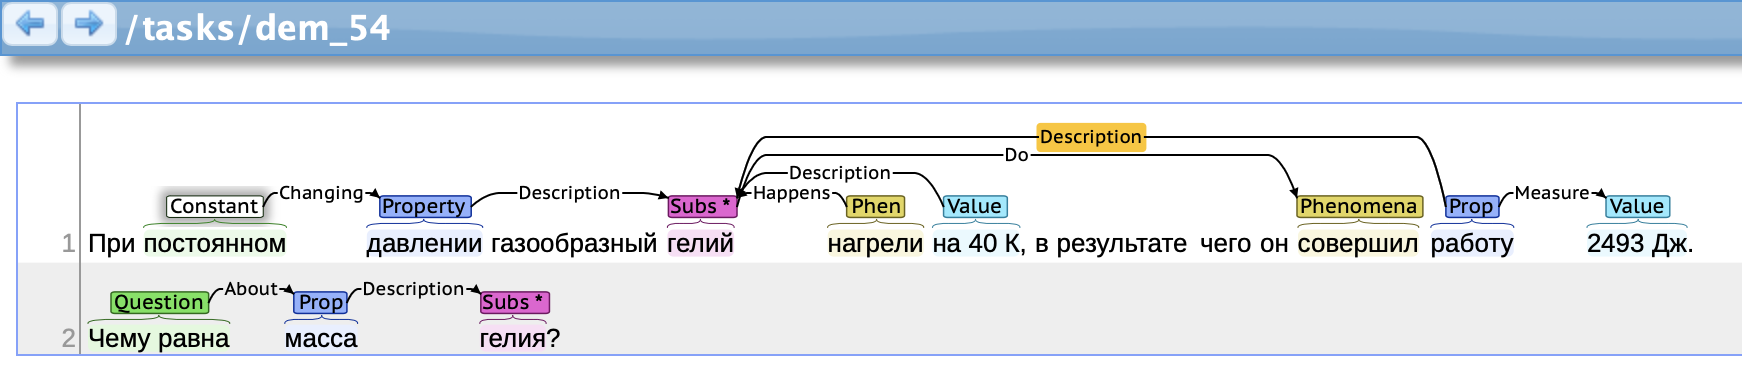 /tasks/dem_54
Description
Do
Description
Changing Description Happens Measure
Constant Property Subs * Phen Value Phenomena Prop Value
1 При постоянном давлении газообразный гелий нагрели на 40 К, в результате чего он совершил работу 2493 Дж.
About Description
Question Prop Subs *
2 Чему равна масса гелия?